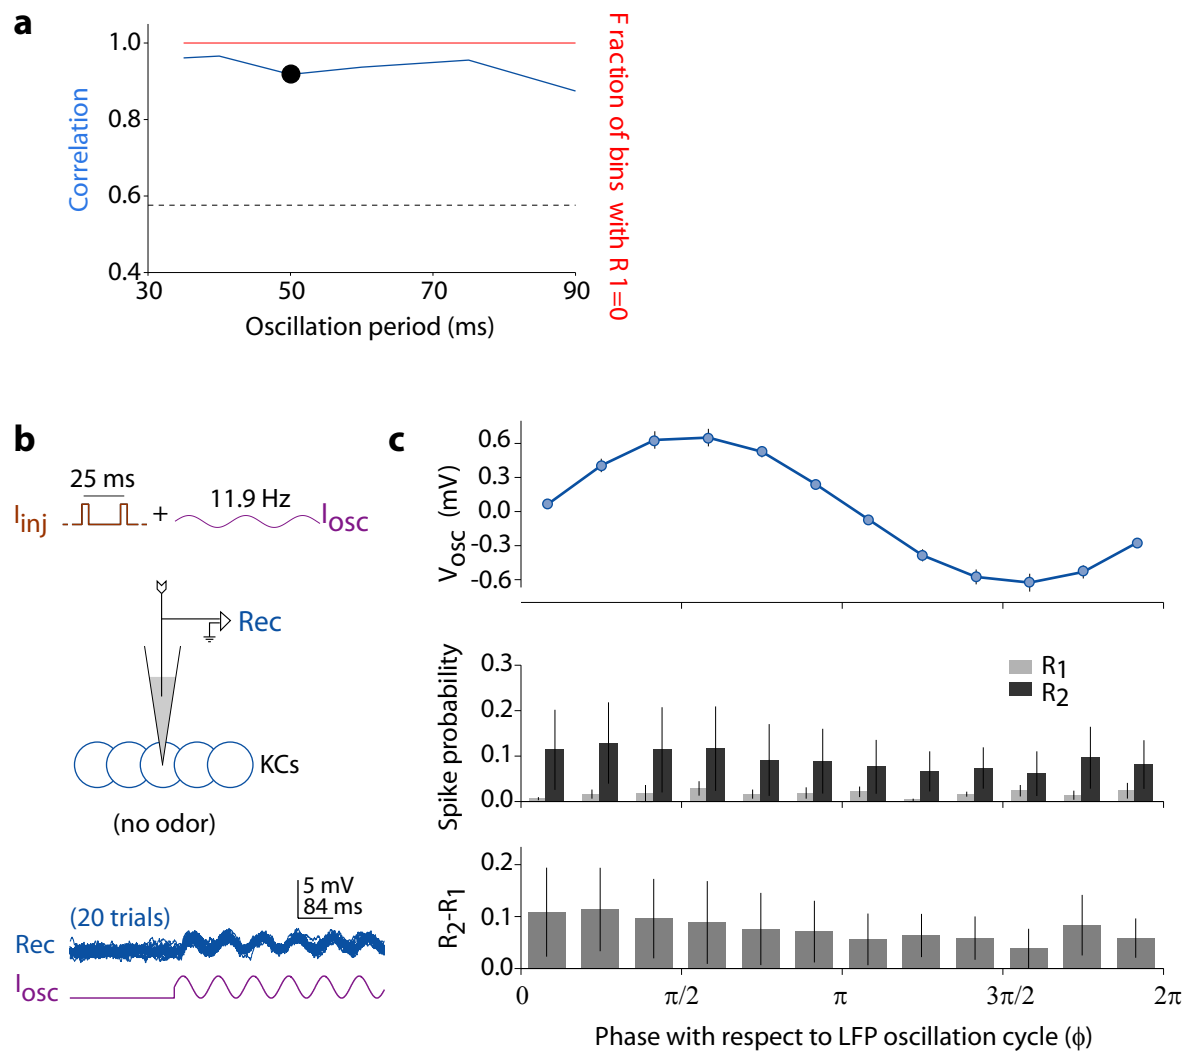 a
1.0
0.8
0.6
0.4
Correlation
30 50 70 90
Oscillation period (ms)
Fraction of bins with R1=0
b
25 ms
Iinj
+
11.9 Hz
Iosc
Rec
KCs
(no odor)
5 mV
84 ms
(20 trials)
Rec
Iosc
c
0.6
0.3
0.0
-0.3
-0.6
Vosc (mV)
0.3
0.2
0.1
0.0
Spike probability
R1
R2
0.2
0.1
0.0
R2-R1
0 π/2 π 3π/2 2π
Phase with respect to LFP oscillation cycle (ϕ)